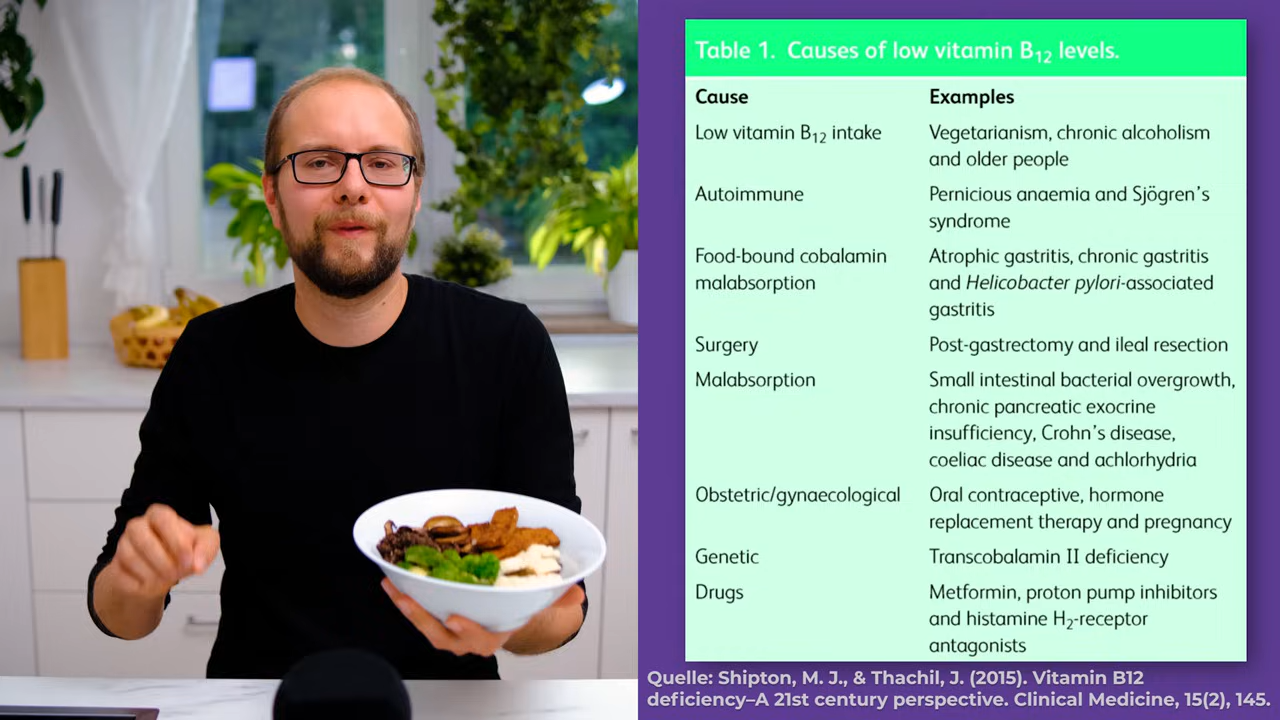 Table 1. Causes of low vitamin B₁₂ levels.
Cause Examples
Low vitamin B₁₂ intake Vegetarianism, chronic alcoholism
and older people
Autoimmune Pernicious anaemia and Sjögren's
syndrome
Food-bound cobalamin Atrophic gastritis, chronic gastritis
malabsorption and Helicobacter pylori-associated
gastritis
Surgery Post-gastrectomy and ileal resection
Malabsorption Small intestinal bacterial overgrowth,
chronic pancreatic exocrine
insufficiency, Crohn's disease,
coeliac disease and achlorhydria
Obstetric/gynaecological Oral contraceptive, hormone
replacement therapy and pregnancy
Genetic Transcobalamin II deficiency
Drugs Metformin, proton pump inhibitors
and histamine H₂-receptor
antagonists
Quelle: Shipton, M. J., & Thachil, J. (2015). Vitamin B12
deficiency–A 21st century perspective. Clinical Medicine, 15(2), 145.